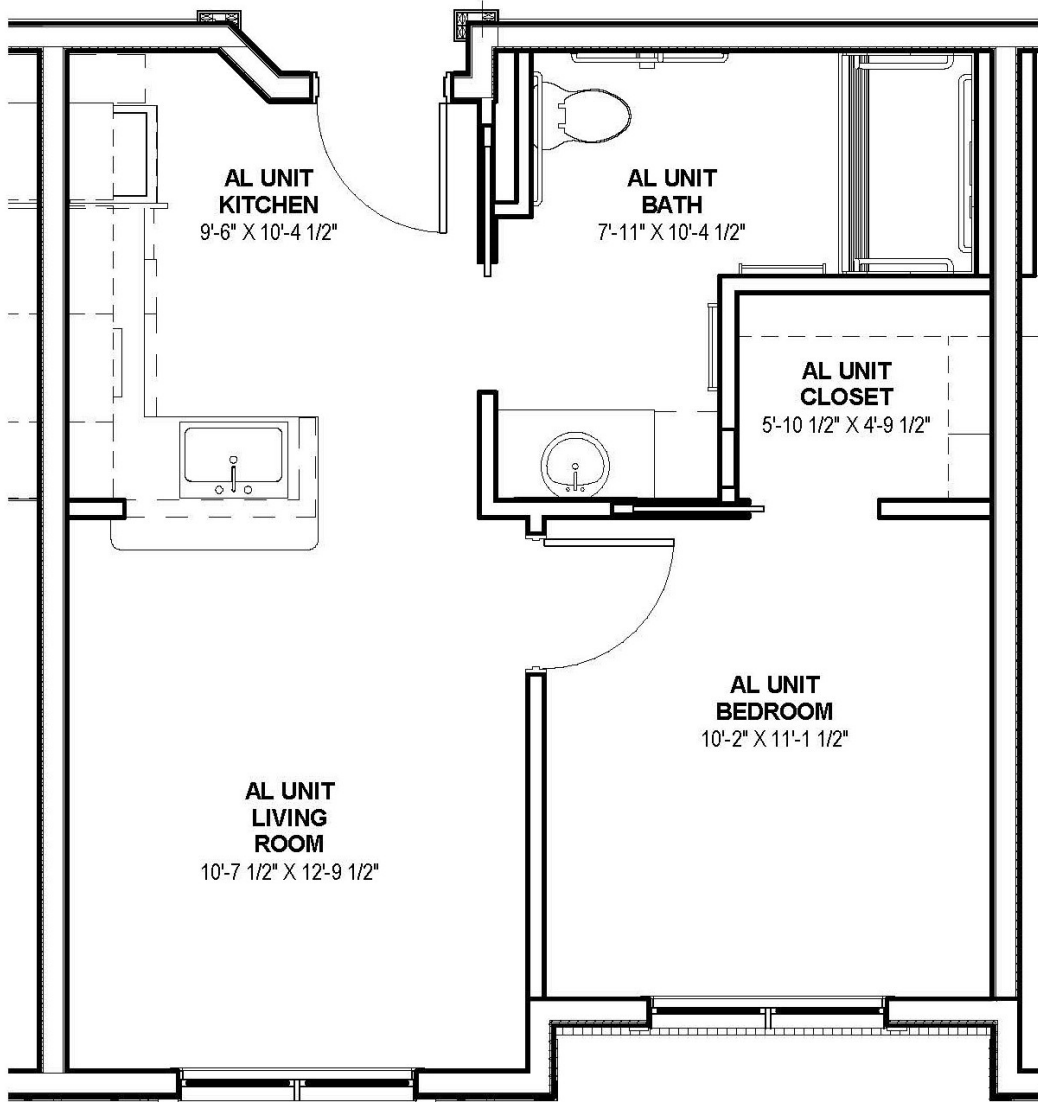 AL UNIT
KITCHEN
9'-6" X 10'-4 1/2"
AL UNIT
BATH
7'-11" X 10'-4 1/2"
AL UNIT
CLOSET
5'-10 1/2" X 4'-9 1/2"
AL UNIT
BEDROOM
10'-2" X 11'-1 1/2"
AL UNIT
LIVING
ROOM
10'-7 1/2" X 12'-9 1/2"